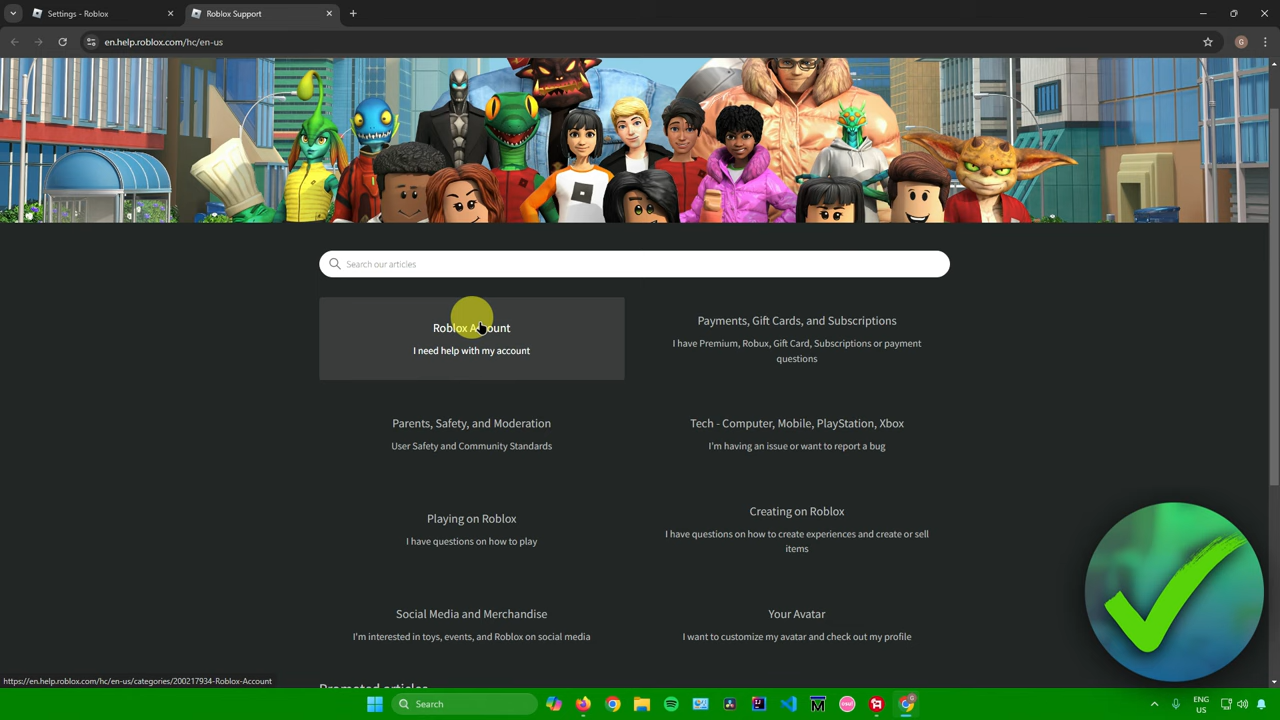 Settings - Roblox
Roblox Support
en.help.roblox.com/hc/en-us
G
Search our articles
Roblox Account
I need help with my account
Payments, Gift Cards, and Subscriptions
I have Premium, Robux, Gift Card, Subscriptions or payment
questions
Parents, Safety, and Moderation
User Safety and Community Standards
Tech - Computer, Mobile, PlayStation, Xbox
I'm having an issue or want to report a bug
Playing on Roblox
I have questions on how to play
Creating on Roblox
I have questions on how to create experiences and create or sell
items
Social Media and Merchandise
I'm interested in toys, events, and Roblox on social media
Your Avatar
I want to customize my avatar and check out my profile
Promoted articles
https://en.help.roblox.com/hc/en-us/categories/200217934-Roblox-Account
Search
ENG
US